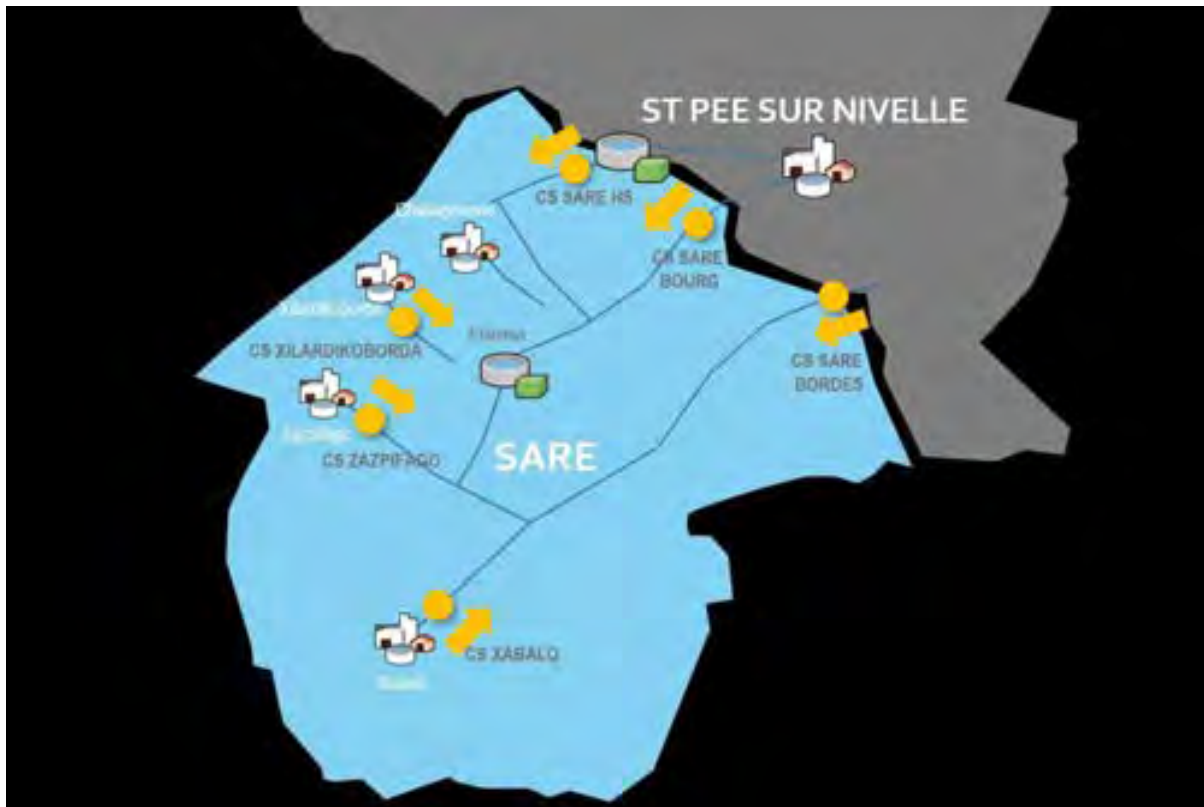 ST PEE SUR NIVELLE
CS SARE HS
CS SARE
BOURG
CS XILARDIKOBORDA
CS SARE
BORDES
CS ZAZPIFAGO
SARE
CS XABALO